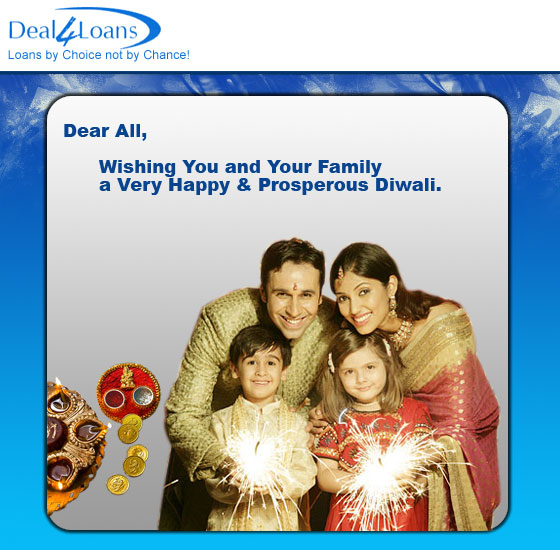 Deal4Loans
Loans by Choice not by Chance!
Dear All,
Wishing You and Your Family
a Very Happy & Prosperous Diwali.